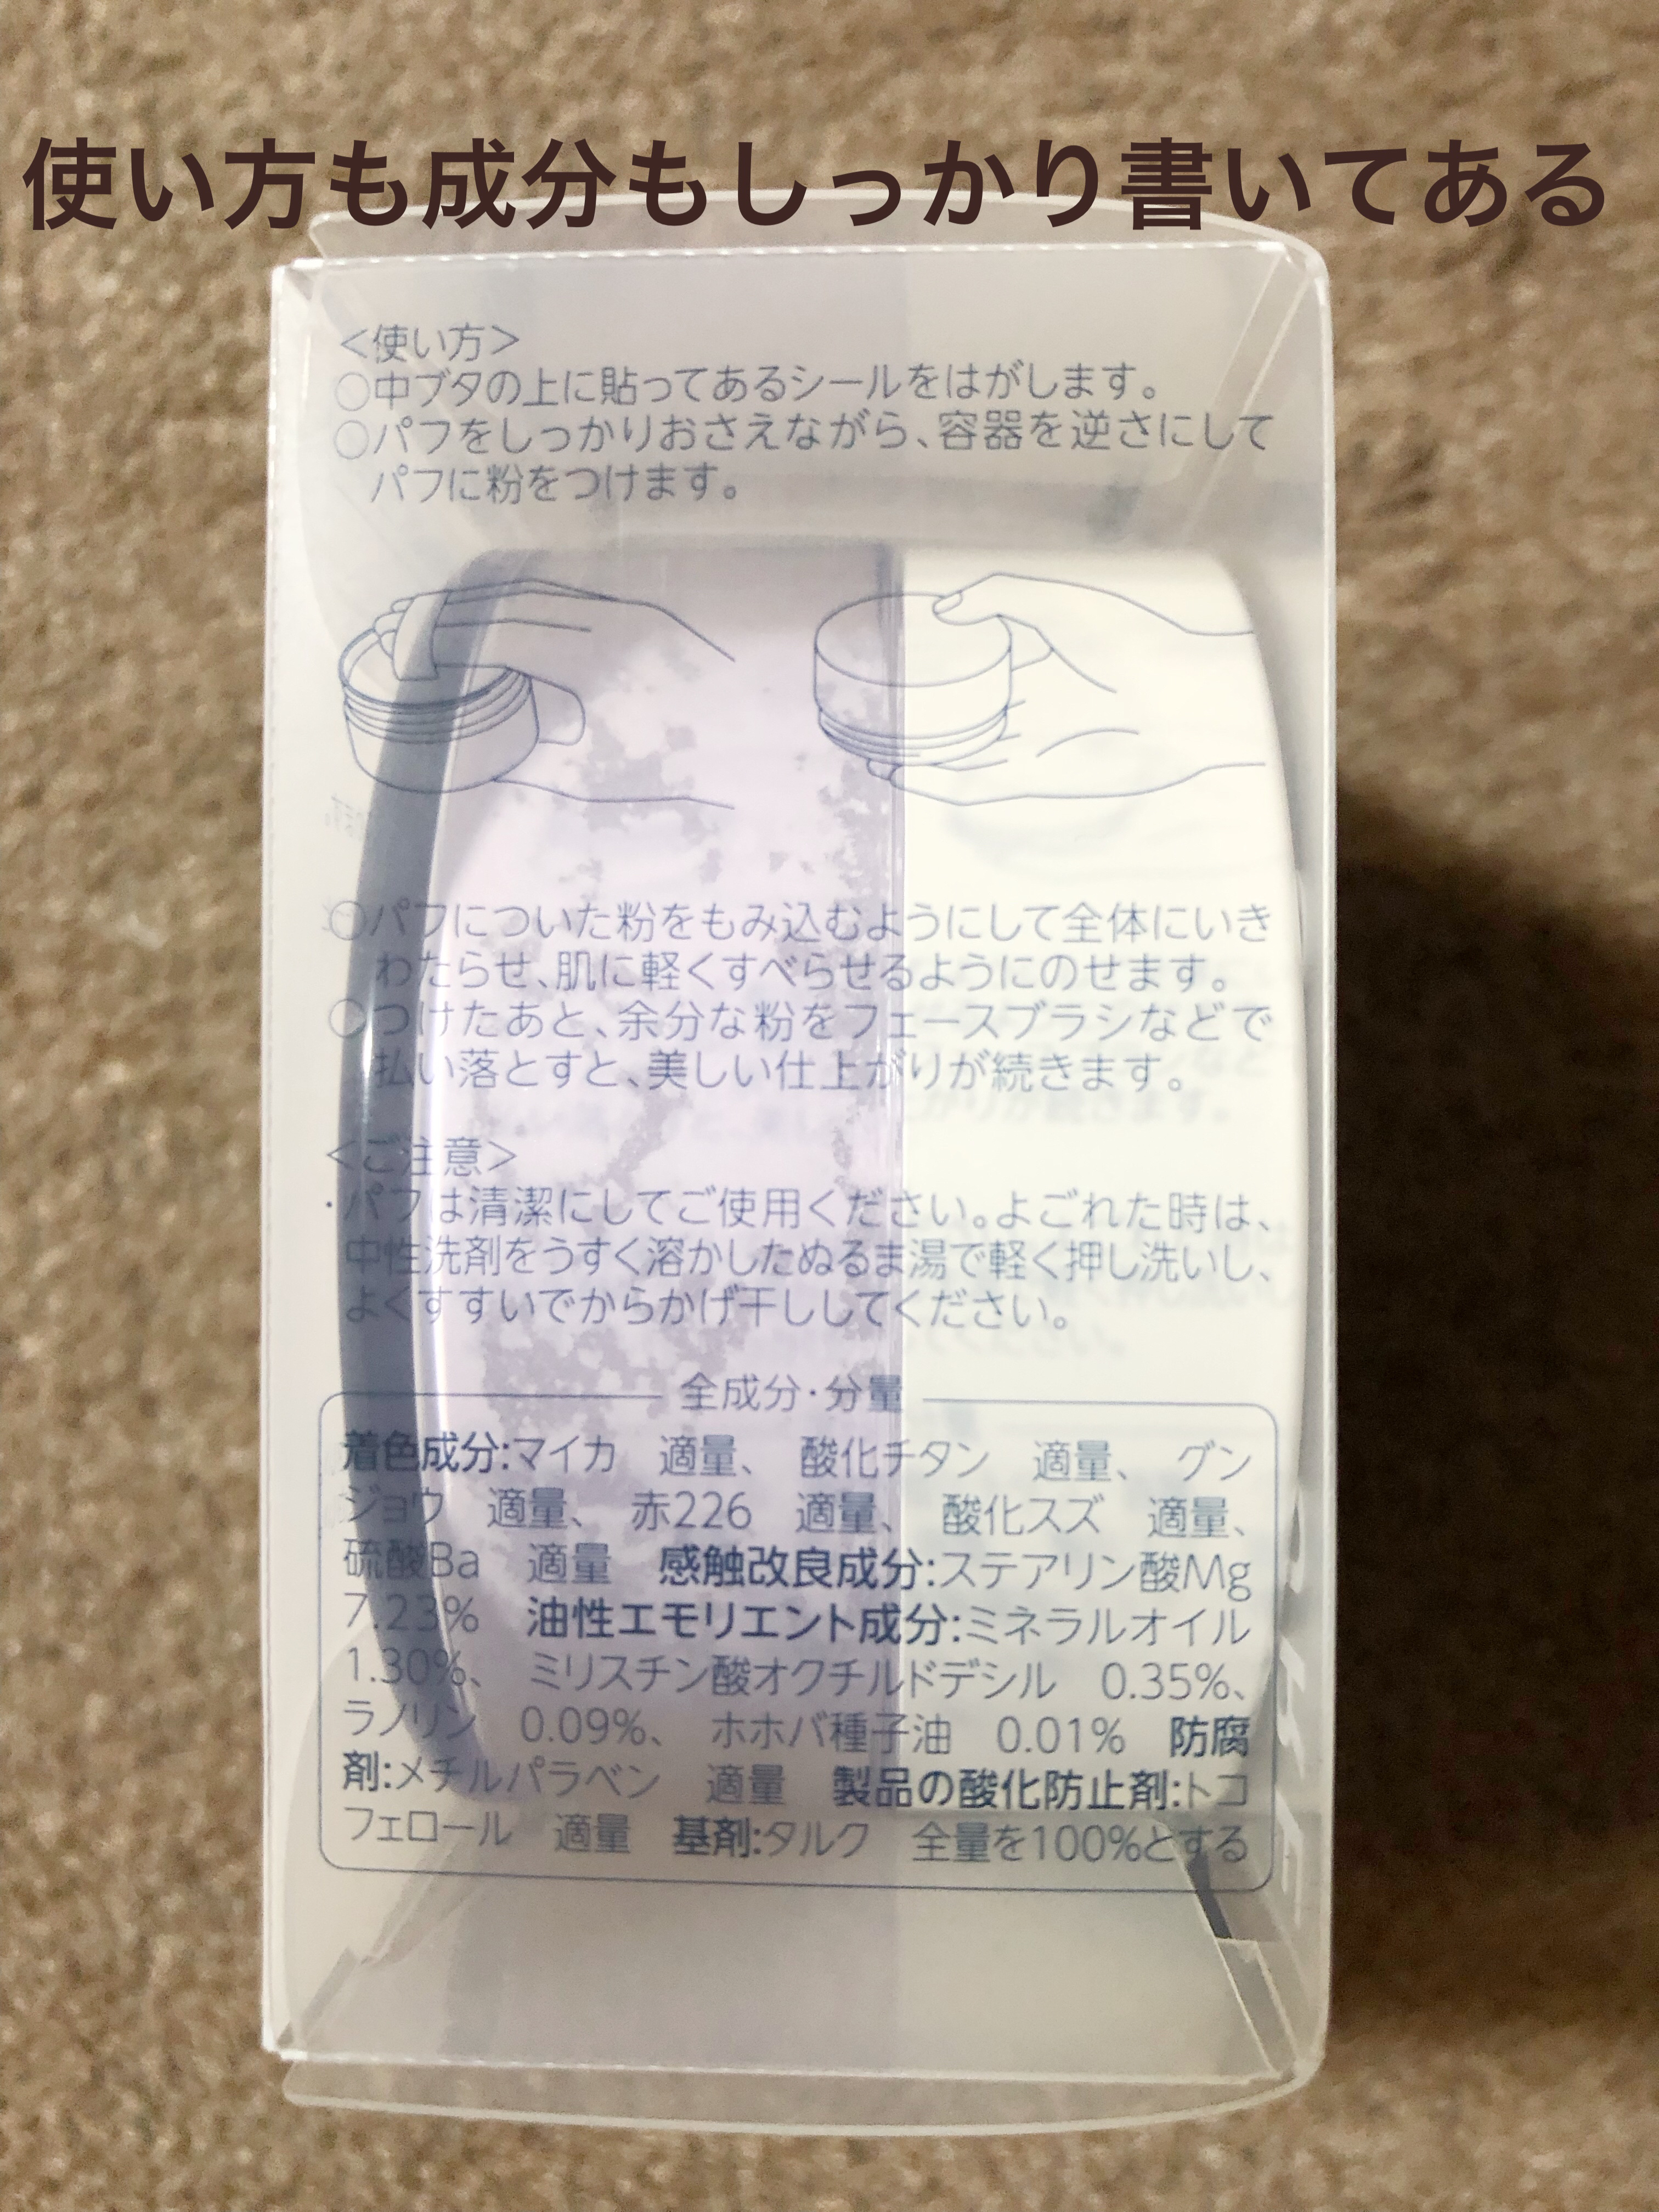 使い方も成分もしっかり書いてある
＜使い方＞
○中ブタの上に貼ってあるシールをはがします。
○パフをしっかりおさえながら、容器を逆さにして
パフに粉をつけます。
○パフについた粉をもみ込むようにして全体にいき
わたらせ、肌に軽くすべらせるようにのせます。
○つけたあと、余分な粉をフェースブラシなどで
払い落とすと、美しい仕上がりが続きます。
＜ご注意＞
・パフは清潔にしてご使用ください。よごれた時は、
中性洗剤をうすく溶かしたぬるま湯で軽く押し洗いし、
よくすすいでからかげ干ししてください。
全成分・分量
着色成分:マイカ 適量、 酸化チタン 適量、 グン
ジョウ 適量、 赤226 適量、 酸化スズ 適量、
硫酸Ba 適量 感触改良成分:ステアリン酸Mg
7.23% 油性エモリエント成分:ミネラルオイル
1.30%、 ミリスチン酸オクチルドデシル 0.35%、
ラノリン 0.09%、 ホホバ種子油 0.01% 防腐
剤:メチルパラベン 適量 製品の酸化防止剤:トコ
フェロール 適量 基剤:タルク 全量を100%とする